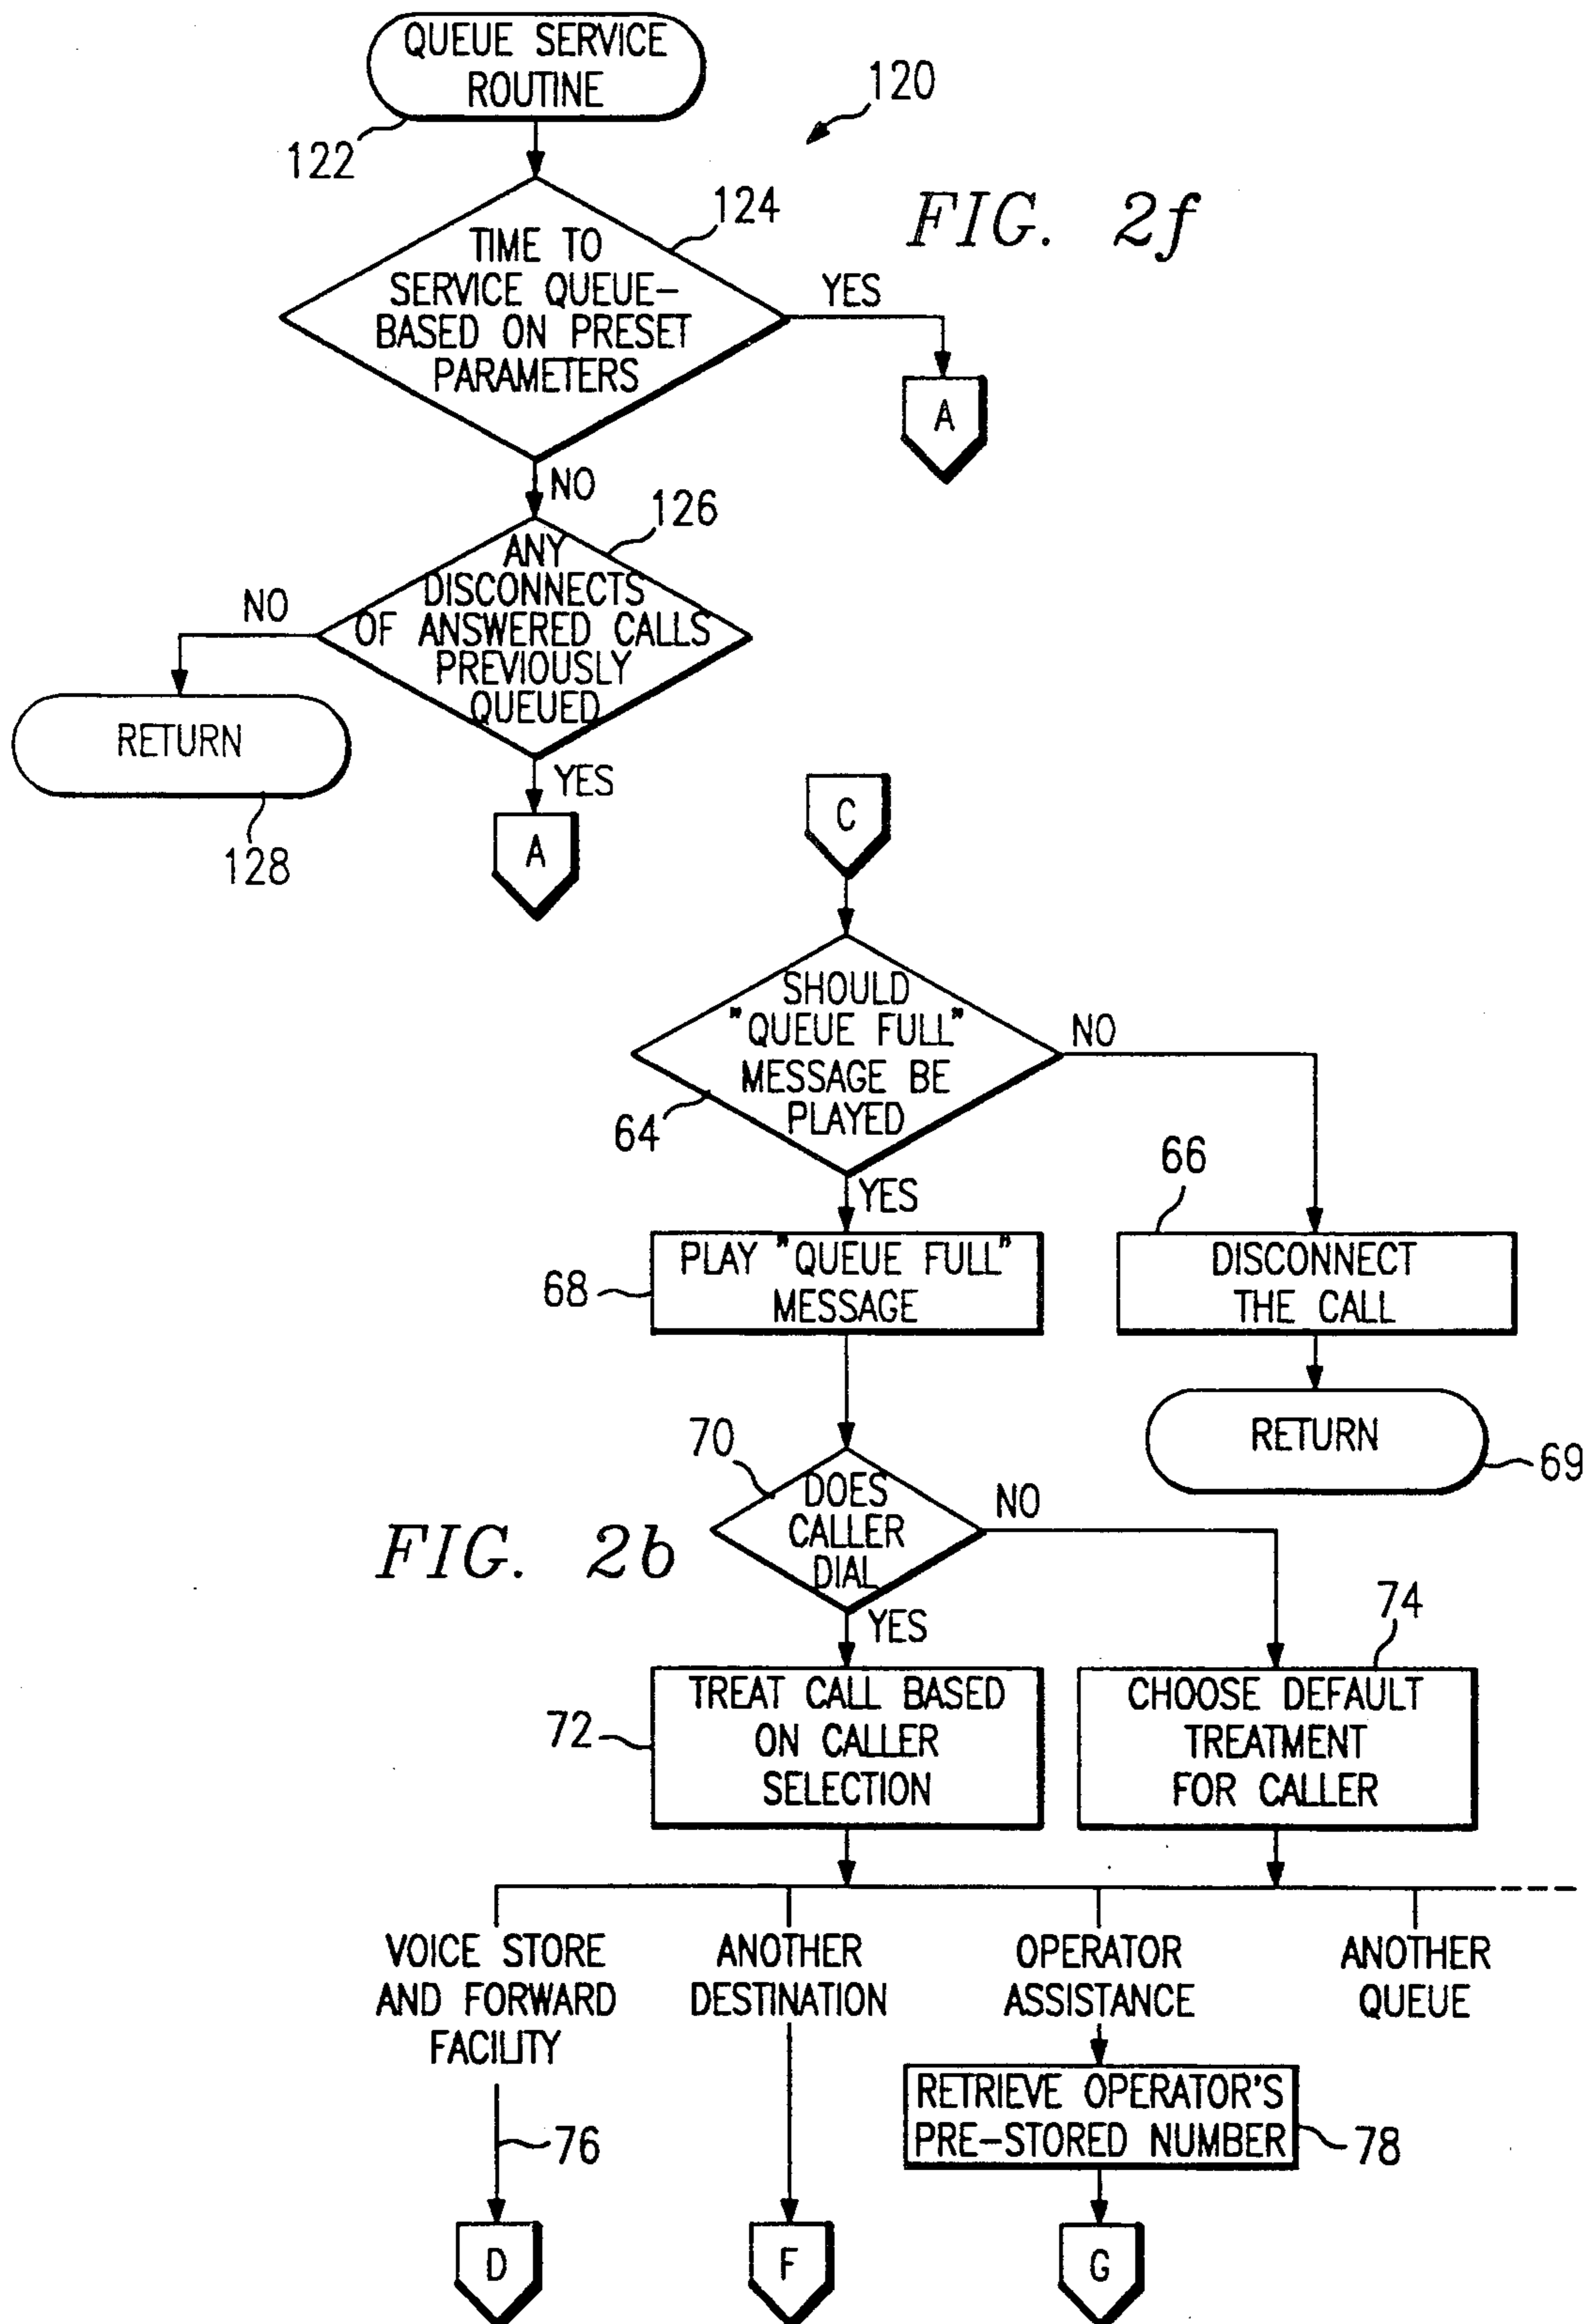 QUEUE SERVICE
ROUTINE
120
122
124
FIG. 2f
TIME TO
SERVICE QUEUE-
BASED ON PRESET
PARAMETERS
YES
A
NO
126
ANY
DISCONNECTS
OF ANSWERED CALLS
PREVIOUSLY
QUEUED
NO
RETURN
128
YES
A
C
SHOULD
"QUEUE FULL"
MESSAGE BE
PLAYED
NO
64
YES
66
PLAY "QUEUE FULL"
MESSAGE
68
DISCONNECT
THE CALL
RETURN
69
70
DOES
CALLER
DIAL
NO
FIG. 2b
YES
74
TREAT CALL BASED
ON CALLER
SELECTION
72
CHOOSE DEFAULT
TREATMENT
FOR CALLER
VOICE STORE
AND FORWARD
FACILITY
ANOTHER
DESTINATION
OPERATOR
ASSISTANCE
ANOTHER
QUEUE
RETRIEVE OPERATOR'S
PRE-STORED NUMBER
76
78
D
F
G